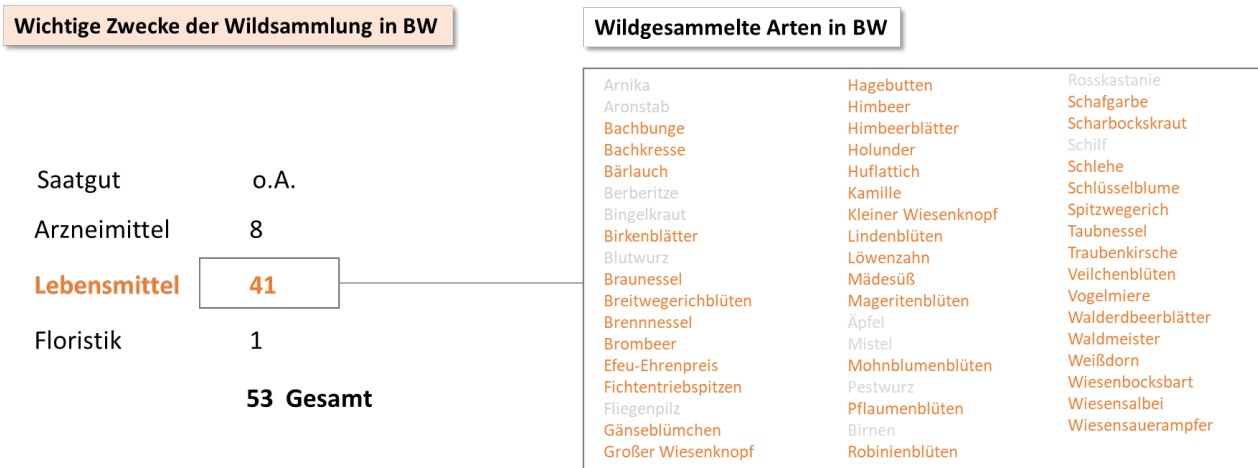 Wichtige Zwecke der Wildsammlung in BW
Saatgut o.A.
Arzneimittel 8
Lebensmittel 41
Floristik 1
53 Gesamt
Wildgesammelte Arten in BW
Arnika
Aronstab
Bachbunge
Bachkresse
Bärlauch
Berberitze
Bingelkraut
Birkenblätter
Blutwurz
Braunessel
Breitwegerichblüten
Brennnessel
Brombeer
Efeu-Ehrenpreis
Fichtentriebspitzen
Fliegenpilz
Gänseblümchen
Großer Wiesenknopf
Hagebutten
Himbeer
Himbeerblätter
Holunder
Huflattich
Kamille
Kleiner Wiesenknopf
Lindenblüten
Löwenzahn
Mädesüß
Mageritenblüten
Äpfel
Mistel
Mohnblumenblüten
Pestwurz
Pflaumenblüten
Birnen
Robinienblüten
Rosskastanie
Schafgarbe
Scharbockskraut
Schilf
Schlehe
Schlüsselblume
Spitzwegerich
Taubnessel
Traubenkirsche
Veilchenblüten
Vogelmiere
Walderdbeerblätter
Waldmeister
Weißdorn
Wiesenbocksbart
Wiesensalbei
Wiesensauerampfer